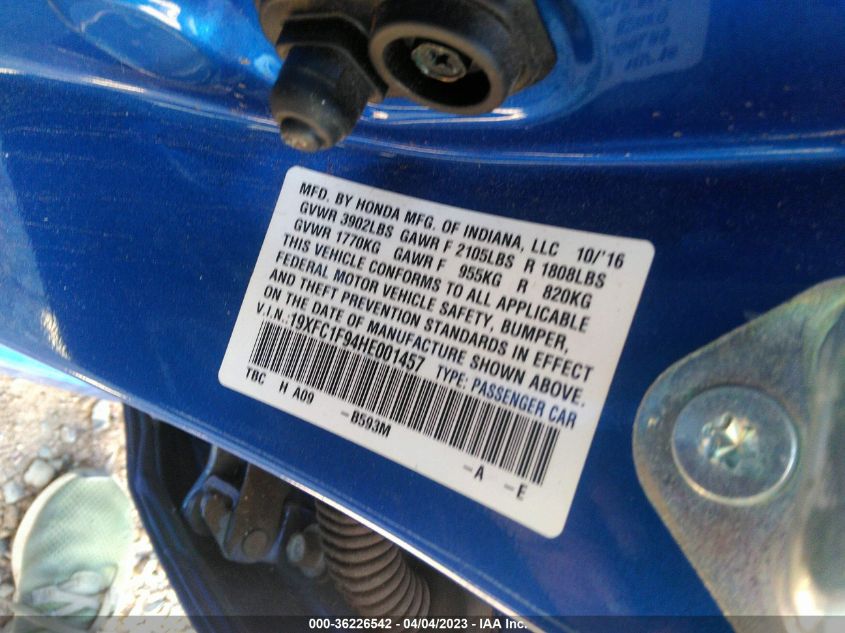 MFD. BY HONDA MFG. OF INDIANA, LLC 10/'16
GVWR 3902LBS GAWR F 2105LBS R 1808LBS
GVWR 1770KG GAWR F 955KG R 820KG
THIS VEHICLE CONFORMS TO ALL APPLICABLE
FEDERAL MOTOR VEHICLE SAFETY, BUMPER,
AND THEFT PREVENTION STANDARDS IN EFFECT
ON THE DATE OF MANUFACTURE SHOWN ABOVE.
V.I.N.:19XFC1F94HE001457 TYPE: PASSENGER CAR
TBC H A09 -B593M -A -E
000-36226542 - 04/04/2023 - IAA Inc.